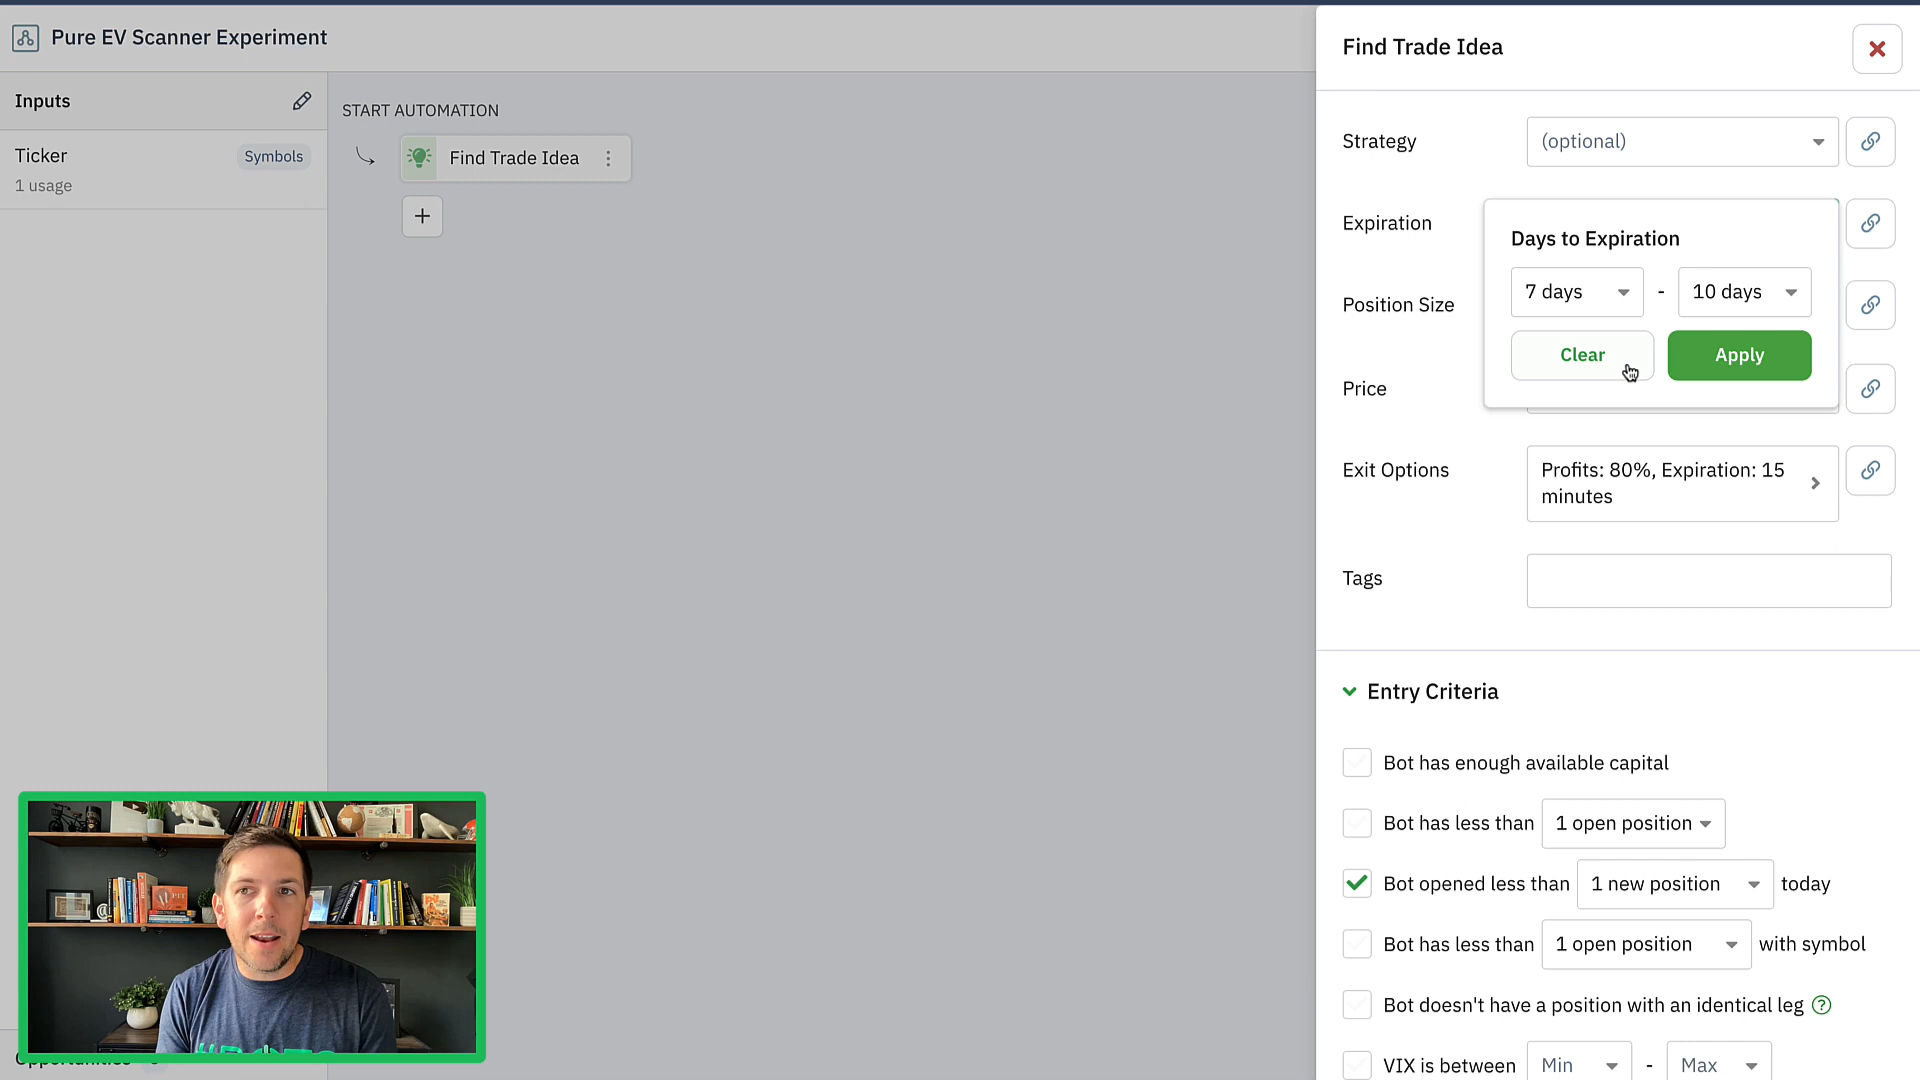 Pure EV Scanner Experiment
Inputs
Ticker
Symbols
1 usage
START AUTOMATION
Find Trade Idea
Find Trade Idea
Strategy
(optional)
Expiration
Days to Expiration
7 days
-
10 days
Clear
Apply
Position Size
Price
Exit Options
Profits: 80%, Expiration: 15
minutes
Tags
Entry Criteria
Bot has enough available capital
Bot has less than 1 open position
Bot opened less than 1 new position today
Bot has less than 1 open position with symbol
Bot doesn't have a position with an identical leg ?
VIX is between Min - Max